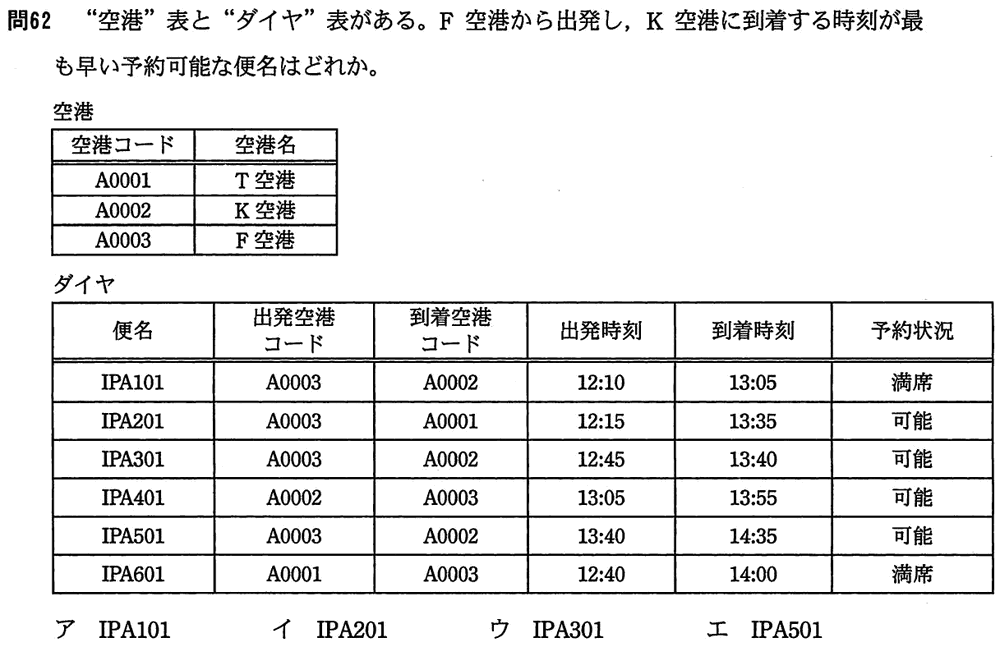 問62 “空港”表と“ダイヤ”表がある。F 空港から出発し，K 空港に到着する時刻が最
も早い予約可能な便名はどれか。
空港
空港コード 空港名
A0001 T 空港
A0002 K 空港
A0003 F 空港
ダイヤ
便名 出発空港コード 到着空港コード 出発時刻 到着時刻 予約状況
IPA101 A0003 A0002 12:10 13:05 満席
IPA201 A0003 A0001 12:15 13:35 可能
IPA301 A0003 A0002 12:45 13:40 可能
IPA401 A0002 A0003 13:05 13:55 可能
IPA501 A0003 A0002 13:40 14:35 可能
IPA601 A0001 A0003 12:40 14:00 満席
ア IPA101 イ IPA201 ウ IPA301 エ IPA501